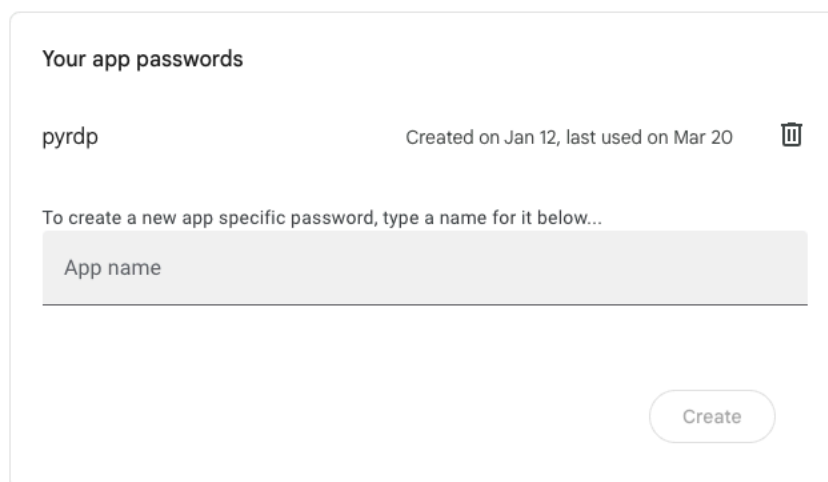 Your app passwords
pyrdp Created on Jan 12, last used on Mar 20
To create a new app specific password, type a name for it below...
App name
Create